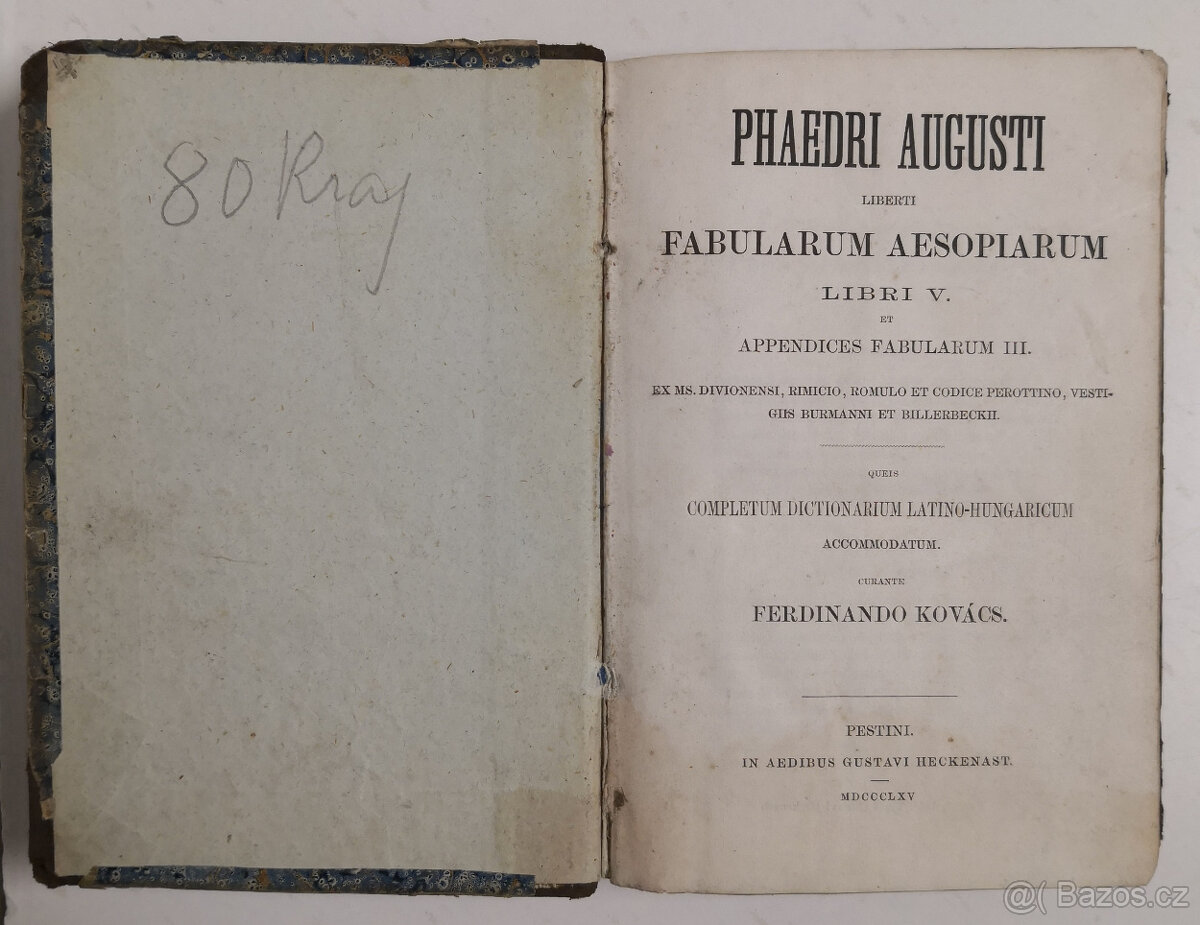 80 Kraj
PHAEDRI AUGUSTI
LIBERTI
FABULARUM AESOPIARUM
LIBRI V.
ET
APPENDICES FABULARUM III.
EX MS. DIVIONENSI, RIMICIO, ROMULO ET CODICE PEROTTINO, VESTI-
GIIS BURMANNI ET BILLERBECKII.
QUEIS
COMPLETUM DICTIONARIUM LATINO-HUNGARICUM
ACCOMMODATUM.
CURANTE
FERDINANDO KOVÁCS.
PESTINI.
IN AEDIBUS GUSTAVI HECKENAST.
MDCCCLXV
@( Bazos.cz